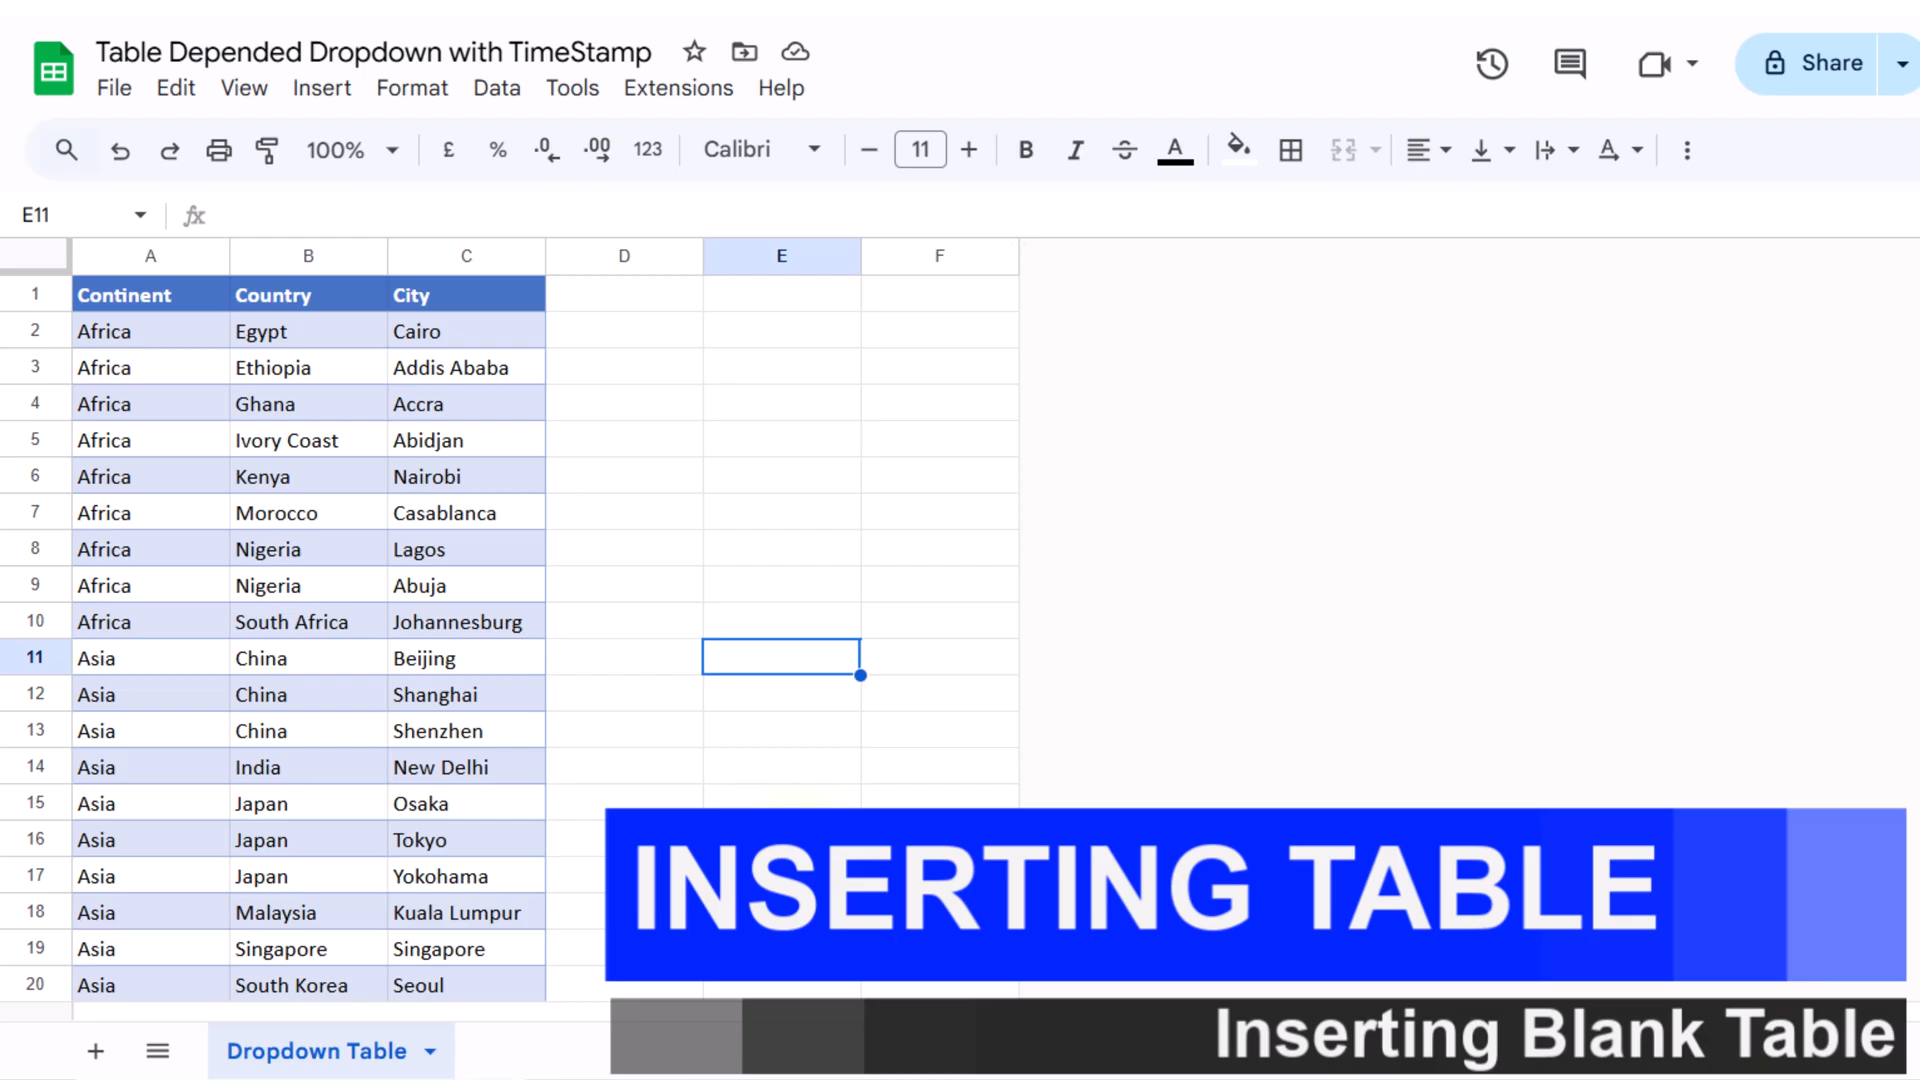 Table Depended Dropdown with TimeStamp
File Edit View Insert Format Data Tools Extensions Help
Share
100% £ % .0 .00 123 Calibri 11 B I S A A
E11 fx
A B C D E F
1 Continent Country City
2 Africa Egypt Cairo
3 Africa Ethiopia Addis Ababa
4 Africa Ghana Accra
5 Africa Ivory Coast Abidjan
6 Africa Kenya Nairobi
7 Africa Morocco Casablanca
8 Africa Nigeria Lagos
9 Africa Nigeria Abuja
10 Africa South Africa Johannesburg
11 Asia China Beijing
12 Asia China Shanghai
13 Asia China Shenzhen
14 Asia India New Delhi
15 Asia Japan Osaka
16 Asia Japan Tokyo
17 Asia Japan Yokohama
18 Asia Malaysia Kuala Lumpur
19 Asia Singapore Singapore
20 Asia South Korea Seoul
INSERTING TABLE
Inserting Blank Table
Dropdown Table